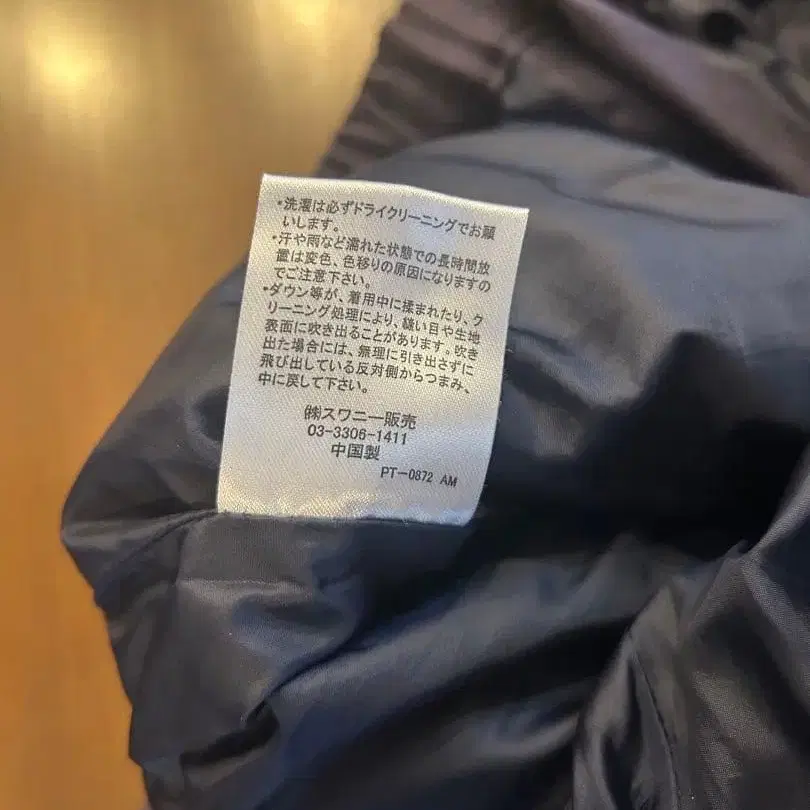 ・洗濯は必ずドライクリーニングでお願
いします。
・汗や雨など濡れた状態での長時間放
置は変色、色移りの原因になりますの
でご注意下さい。
・ダウン等が、着用中に揉まれたり、ク
リーニング処理により、縫い目や生地
表面に吹き出ることがあります。吹き
出た場合には、無理に引き出さずに
飛び出している反対側からつまみ、
中に戻して下さい。
㈱スワニー販売
03-3306-1411
中国製
PT-0872 AM